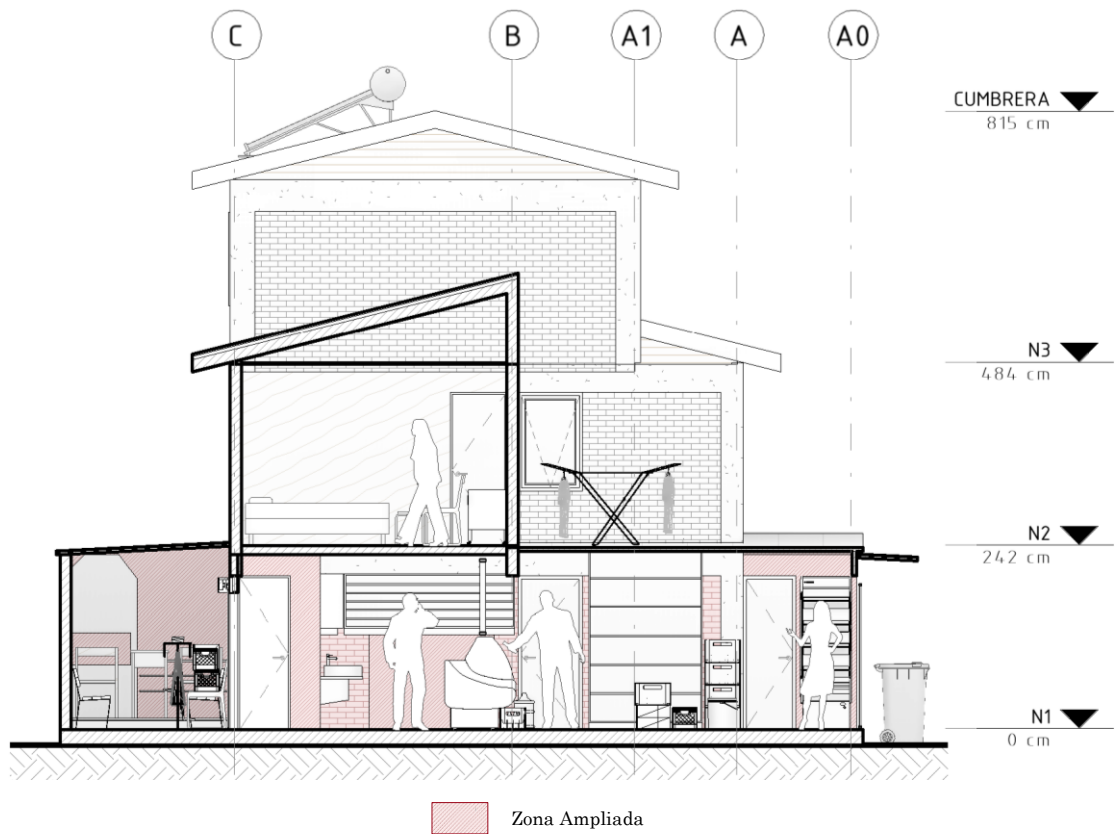 C B A1 A A0
CUMBRERA
815 cm
N3
484 cm
N2
242 cm
N1
0 cm
Zona Ampliada